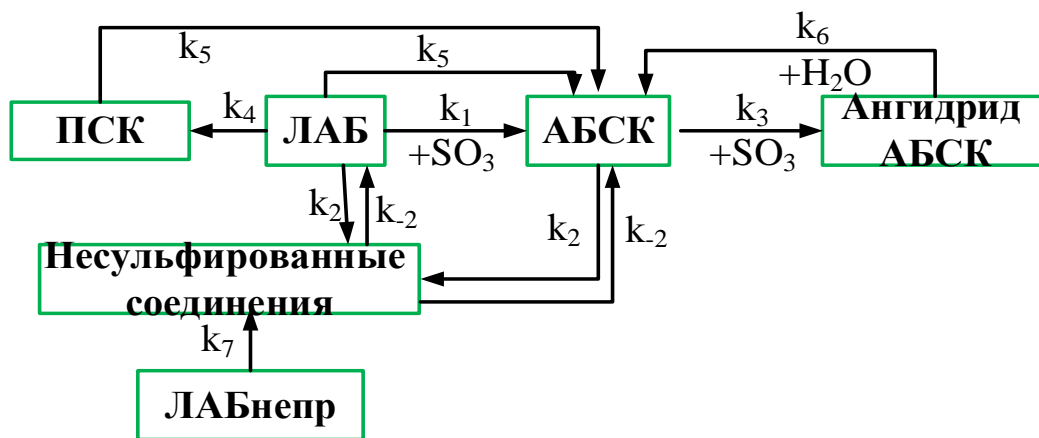 k₅
k₅
k₆
+H₂O
ПСК
k₄
ЛАБ
k₁
+SO₃
АБСК
k₃
+SO₃
Ангидрид
АБСК
k₂
k₋₂
k₂
k₋₂
Несульфированные
соединения
k₇
ЛАБнепр